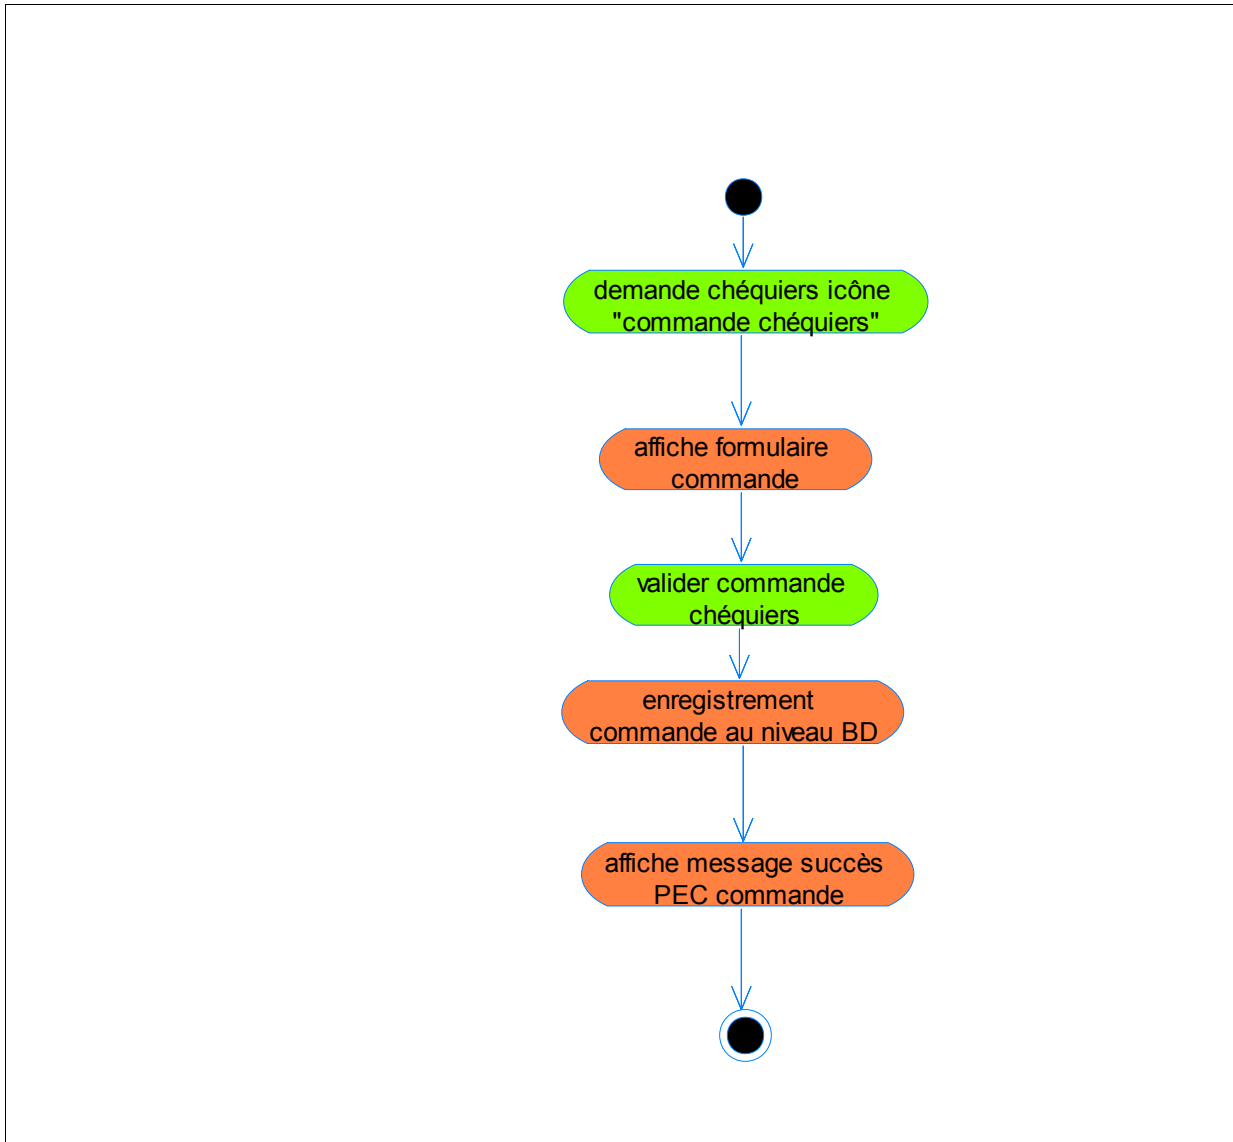 demande chéquiers icône
"commande chéquiers"
affiche formulaire
commande
valider commande
chéquiers
enregistrement
commande au niveau BD
affiche message succès
PEC commande